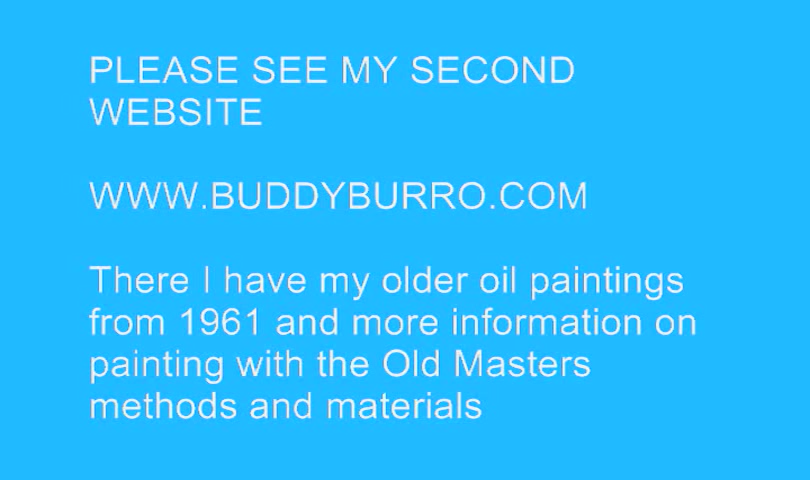 PLEASE SEE MY SECOND
WEBSITE
WWW.BUDDYBURRO.COM
There I have my older oil paintings
from 1961 and more information on
painting with the Old Masters
methods and materials